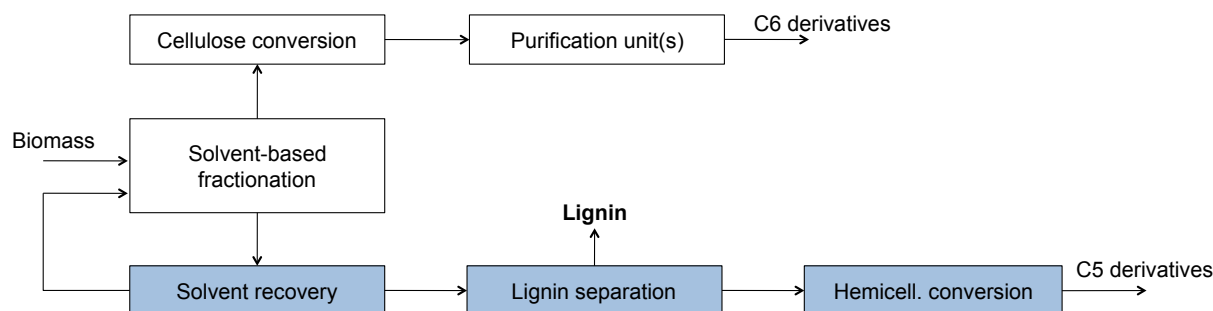 C6 derivatives
Cellulose conversion
Purification unit(s)
Biomass
Solvent-based
fractionation
Lignin
Solvent recovery
Lignin separation
Hemicell. conversion
C5 derivatives